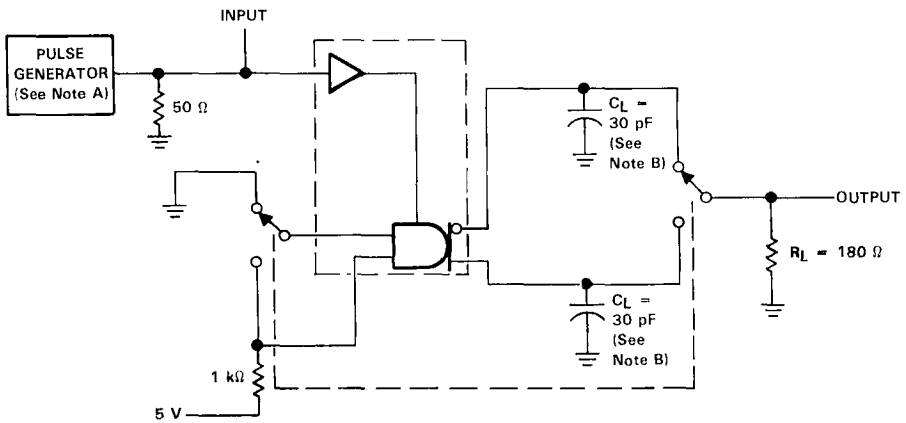 INPUT
PULSE
GENERATOR
(See Note A)
50 Ω
CL =
30 pF
(See
Note B)
OUTPUT
RL = 180 Ω
CL =
30 pF
(See
Note B)
1 kΩ
5 V